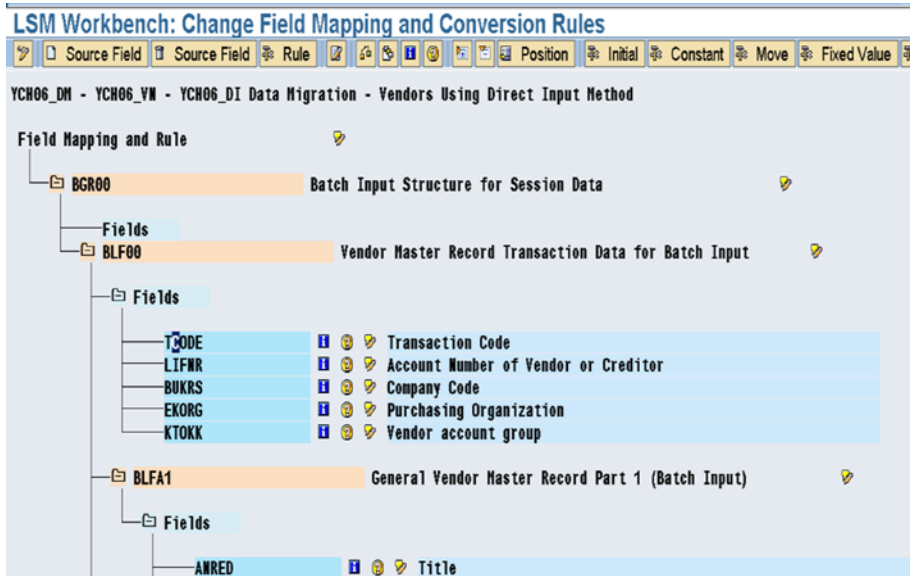 LSM Workbench: Change Field Mapping and Conversion Rules
Source Field Source Field Rule Position Initial Constant Move Fixed Value
YCH06_DM - YCH06_VN - YCH06_DI Data Migration - Vendors Using Direct Input Method
Field Mapping and Rule
BGR00 Batch Input Structure for Session Data
Fields
BLF00 Vendor Master Record Transaction Data for Batch Input
Fields
TCODE Transaction Code
LIFNR Account Number of Vendor or Creditor
BUKRS Company Code
EKORG Purchasing Organization
KTOKK Vendor account group
BLFA1 General Vendor Master Record Part 1 (Batch Input)
Fields
ANRED Title